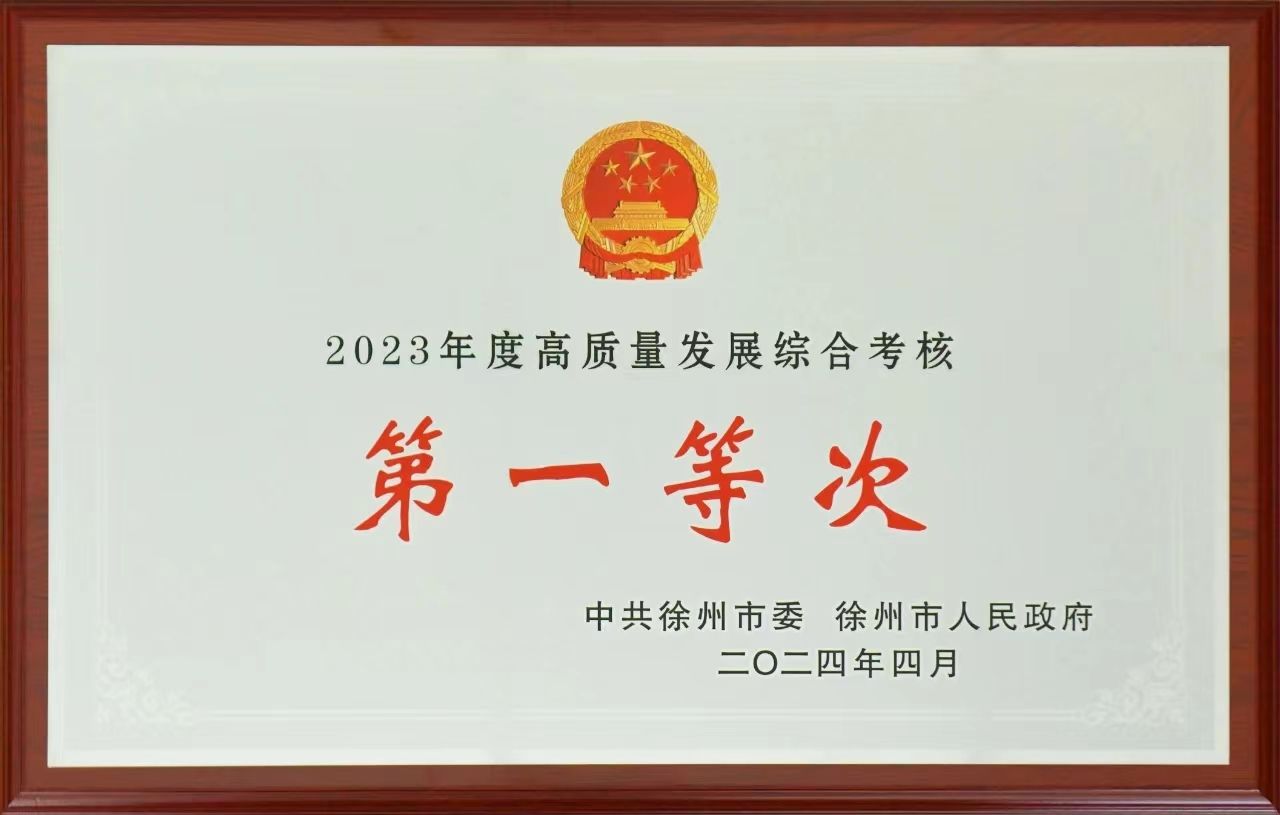 2023年度高质量发展综合考核
第一等次
中共徐州市委 徐州市人民政府
二〇二四年四月